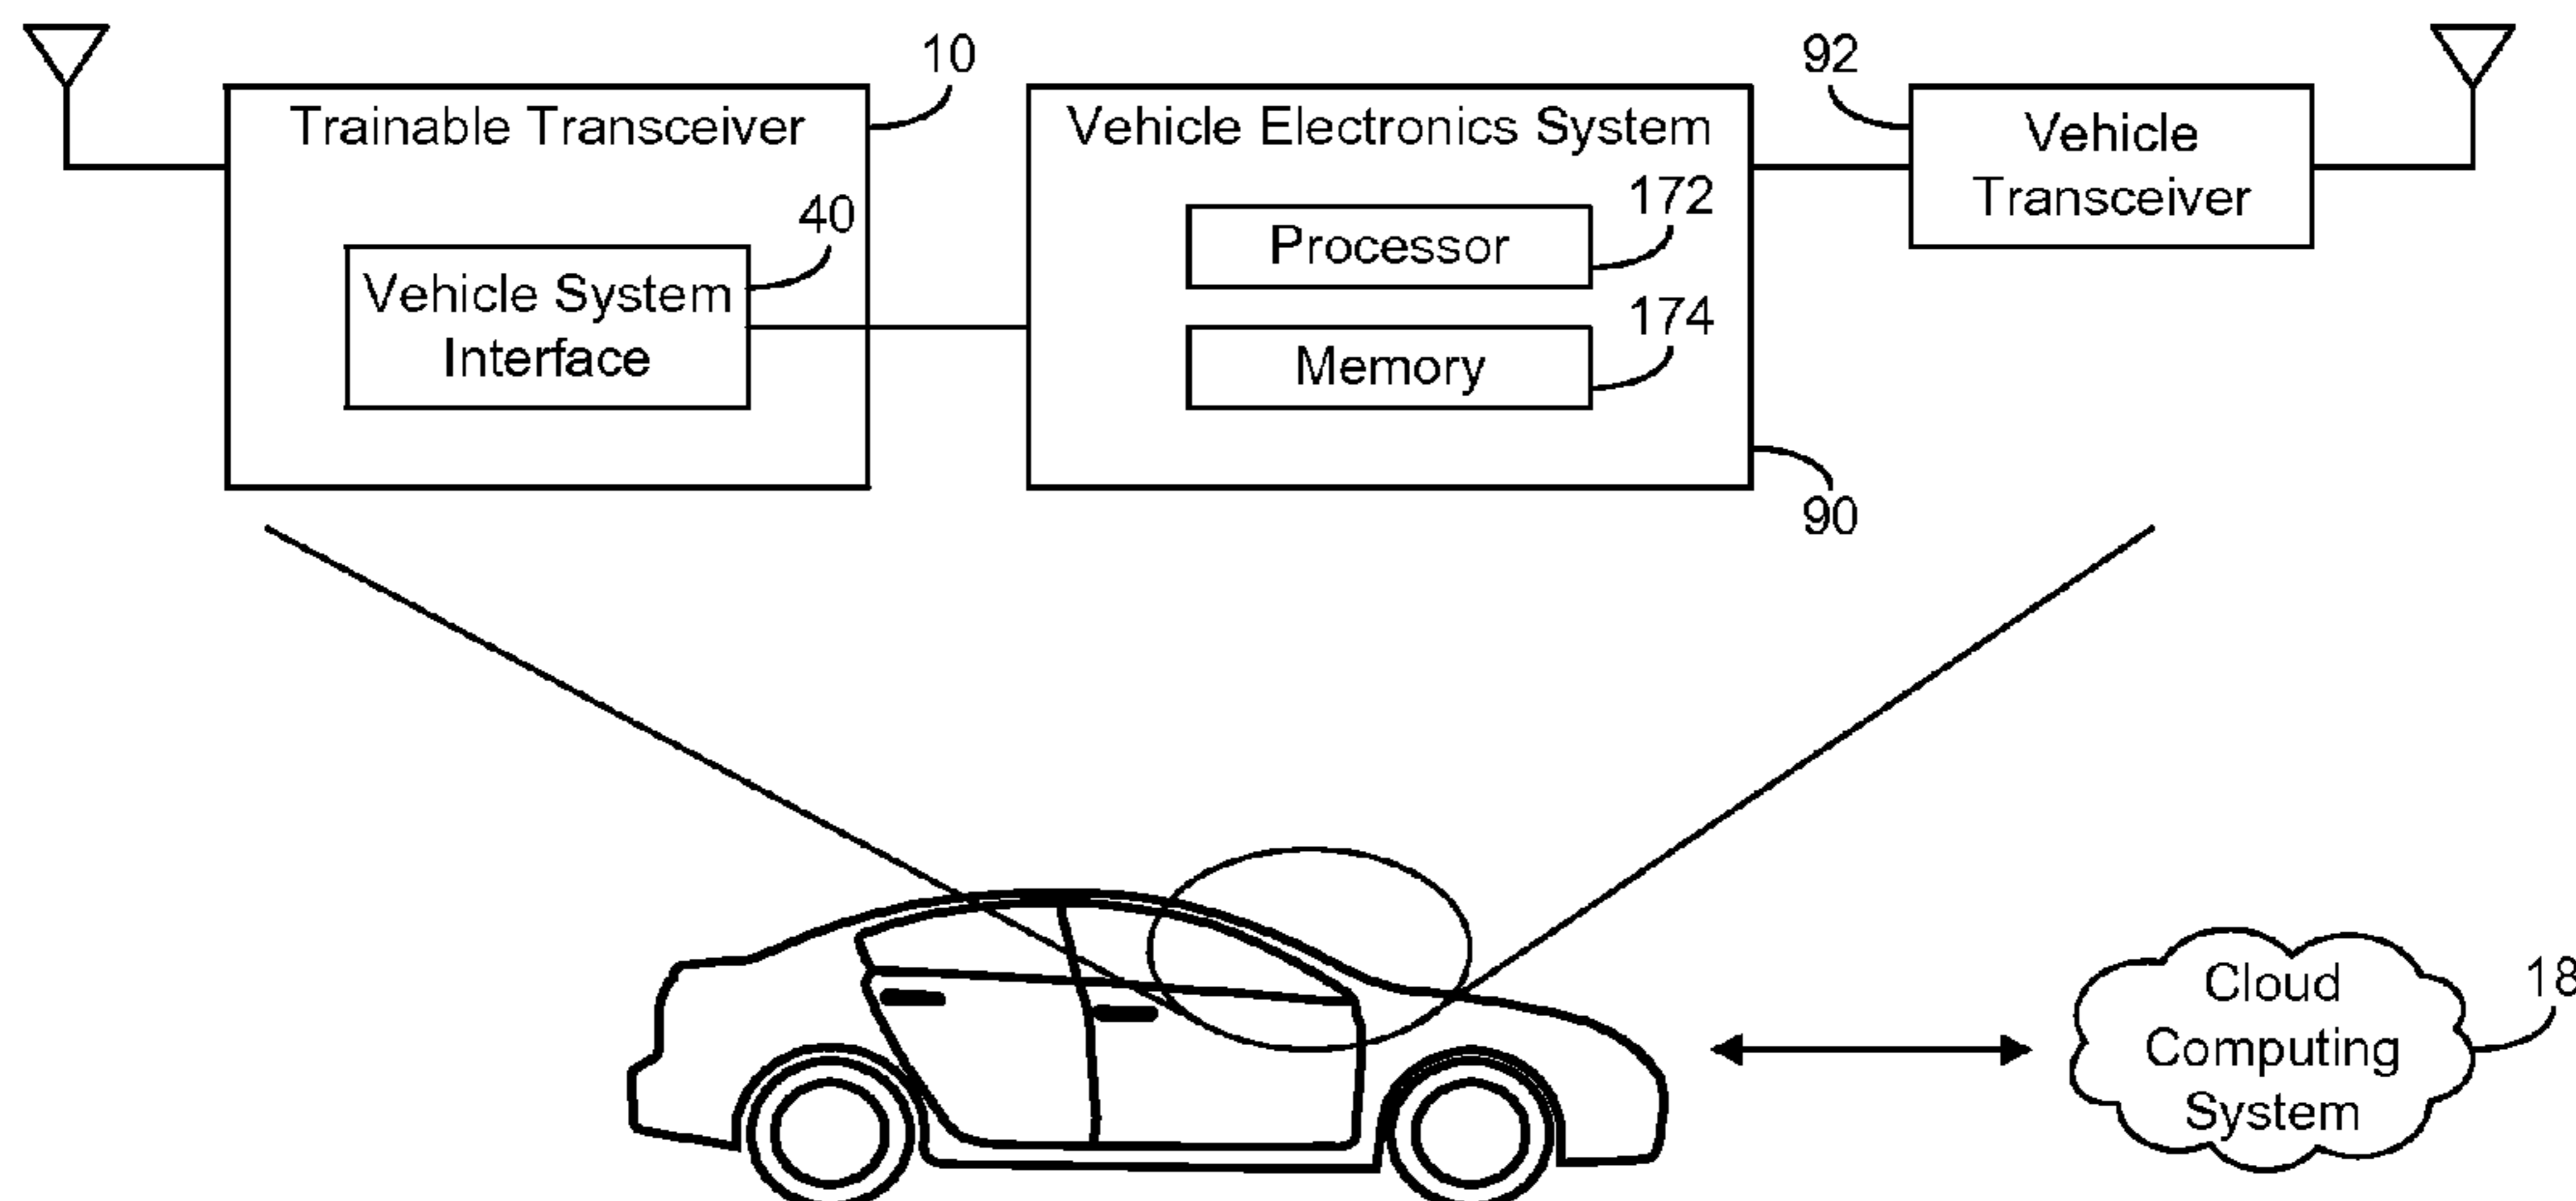 10
92
Trainable Transceiver
Vehicle Electronics System
Vehicle
Transceiver
40
172
Vehicle System
Interface
Processor
174
Memory
90
Cloud
Computing
System
18